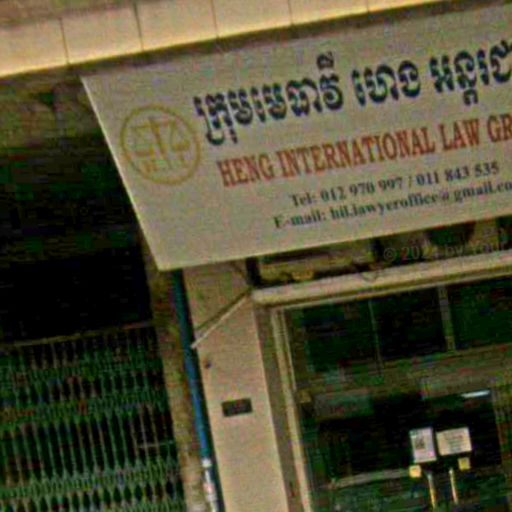 ក្រុមមេធាវី ហេង អន្តរជា
HENG INTERNATIONAL LAW GR
Tel: 012 970 997 / 011 843 535
E-mail: hil.lawyeroffice@gmail.co